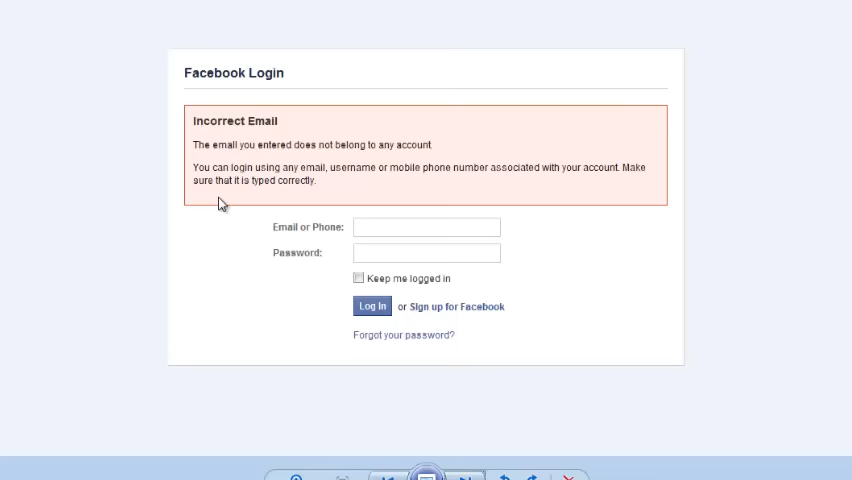 Facebook Login
Incorrect Email
The email you entered does not belong to any account.
You can login using any email, username or mobile phone number associated with your account. Make
sure that it is typed correctly.
Email or Phone:
Password:
Keep me logged in
Log In or Sign up for Facebook
Forgot your password?